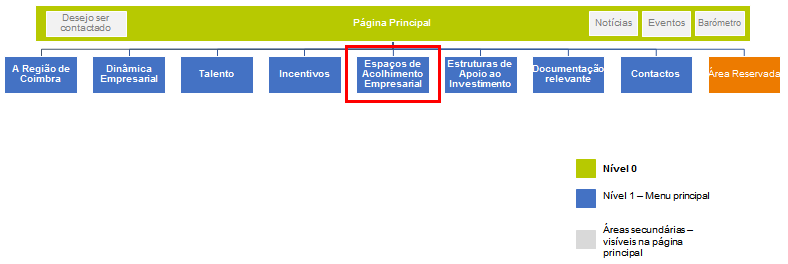 Desejo ser
contactado
Página Principal
Notícias
Eventos
Barómetro
A Região de
Coimbra
Dinâmica
Empresarial
Talento
Incentivos
Espaços de
Acolhimento
Empresarial
Estruturas de
Apoio ao
Investimento
Documentação
relevante
Contactos
Área Reservada
Nível 0
Nível 1 – Menu principal
Áreas secundárias –
visíveis na página
principal